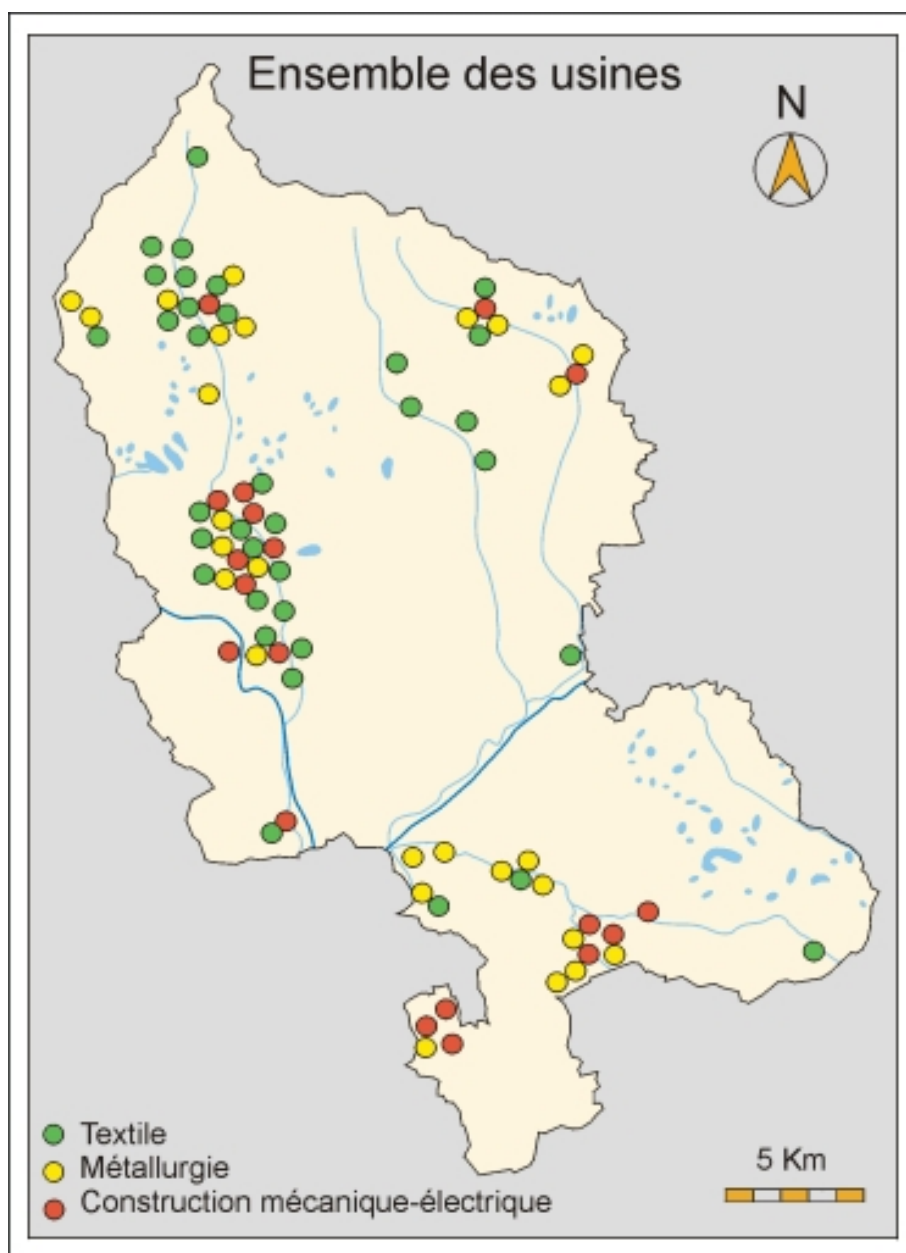 Ensemble des usines
N
Textile
Métallurgie
Construction mécanique-électrique
5 Km